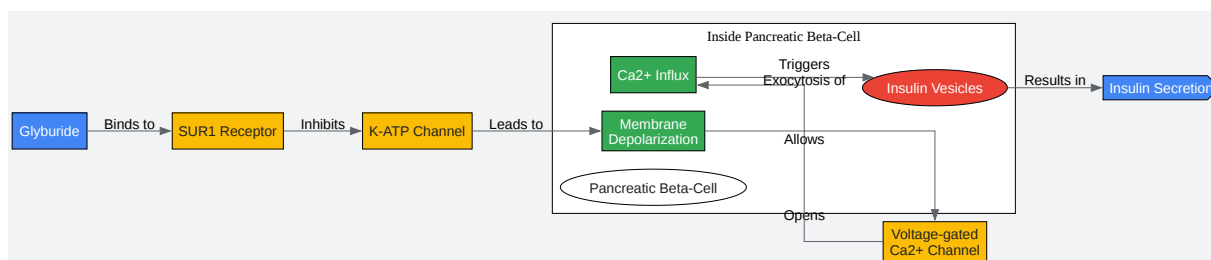 Inside Pancreatic Beta-Cell
Ca2+ Influx
Triggers
Exocytosis of
Insulin Vesicles
Results in
Insulin Secretion
Glyburide
Binds to
SUR1 Receptor
Inhibits
K-ATP Channel
Leads to
Membrane
Depolarization
Allows
Pancreatic Beta-Cell
Opens
Voltage-gated
Ca2+ Channel